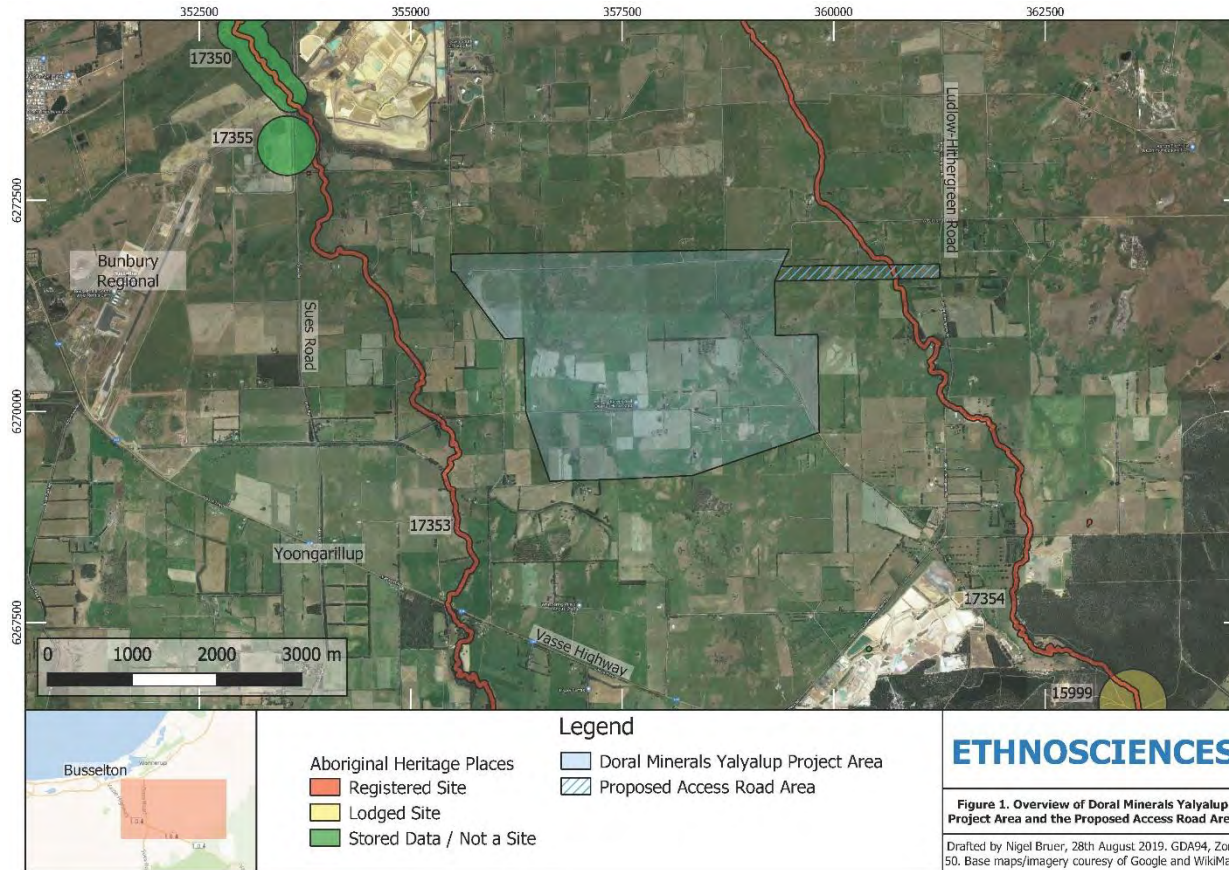 352500
355000
357500
360000
362500
6272500
6270000
6267500
17350
17355
Bunbury
Regional
Sues Road
Ludlow-Hithergreen Road
17353
Yoongarillup
Vasse Highway
17354
15999
0 1000 2000 3000 m
Busselton
Legend
Aboriginal Heritage Places
Registered Site
Lodged Site
Stored Data / Not a Site
Doral Minerals Yalyalup Project Area
Proposed Access Road Area
ETHNOSCIENCES
Figure 1. Overview of Doral Minerals Yalyalup
Project Area and the Proposed Access Road Are
Drafted by Nigel Bruer, 28th August 2019. GDA94, Zon
50. Base maps/imagery couresy of Google and WikiMa